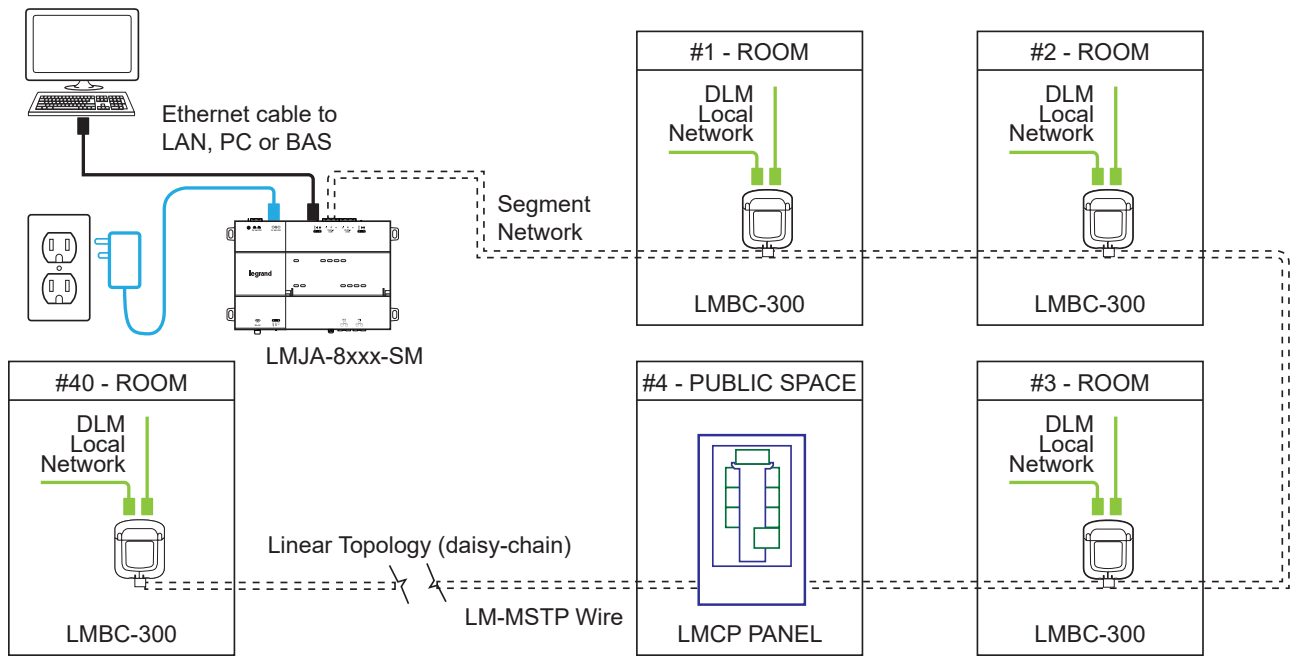 Ethernet cable to
LAN, PC or BAS
legrand
LMJA-8xxx-SM
Segment
Network
#1 - ROOM
DLM
Local
Network
LMBC-300
#2 - ROOM
DLM
Local
Network
LMBC-300
#40 - ROOM
DLM
Local
Network
LMBC-300
Linear Topology (daisy-chain)
LM-MSTP Wire
#4 - PUBLIC SPACE
LMCP PANEL
#3 - ROOM
DLM
Local
Network
LMBC-300